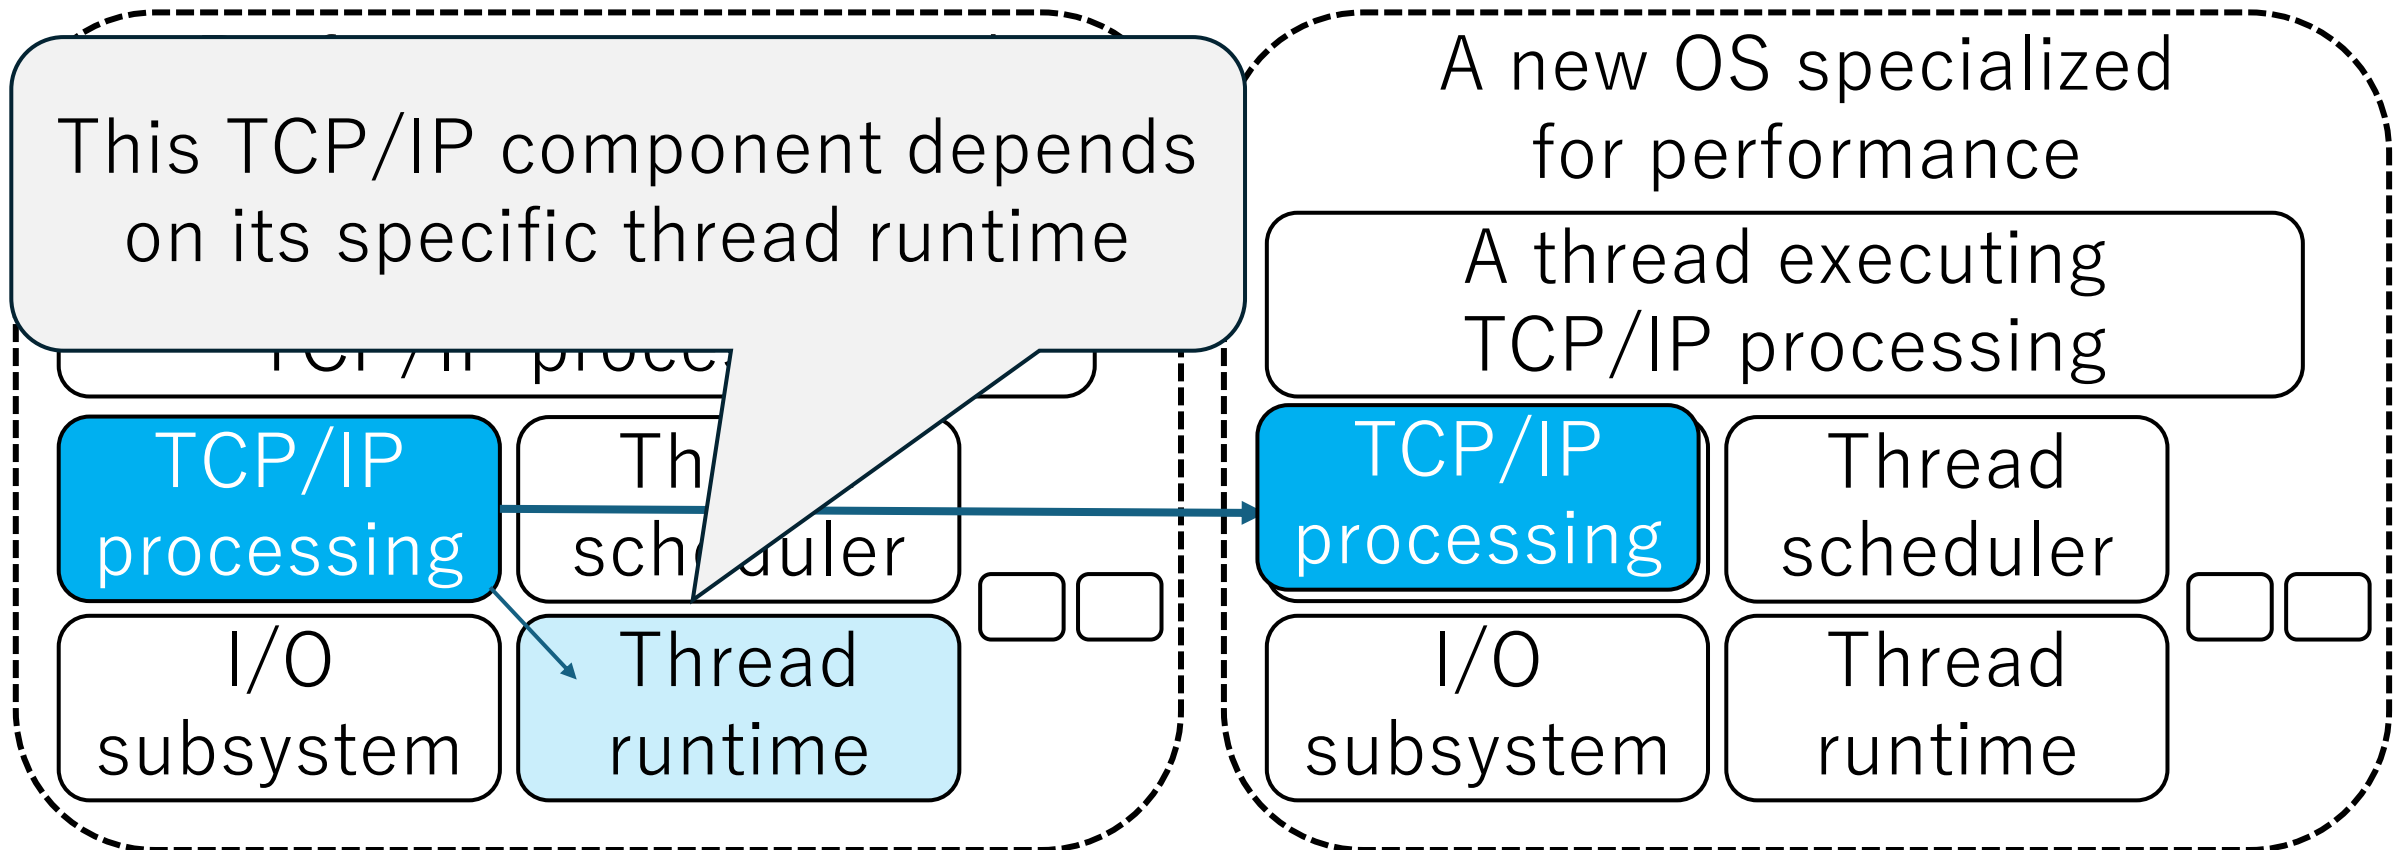 This TCP/IP component depends
on its specific thread runtime
TCP/IP
processing
scheduler
I/O
subsystem
Thread
runtime
A new OS specialized
for performance
A thread executing
TCP/IP processing
TCP/IP
processing
Thread
scheduler
I/O
subsystem
Thread
runtime